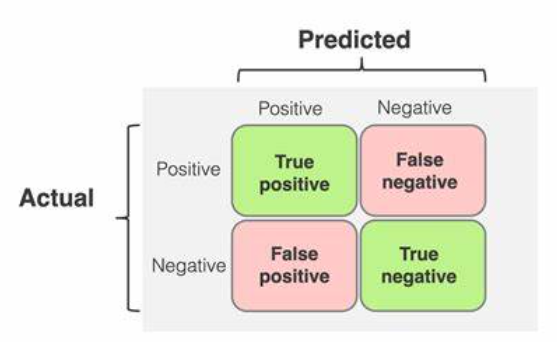 Predicted
Positive Negative
Positive
True
positive
False
negative
Actual
Negative
False
positive
True
negative